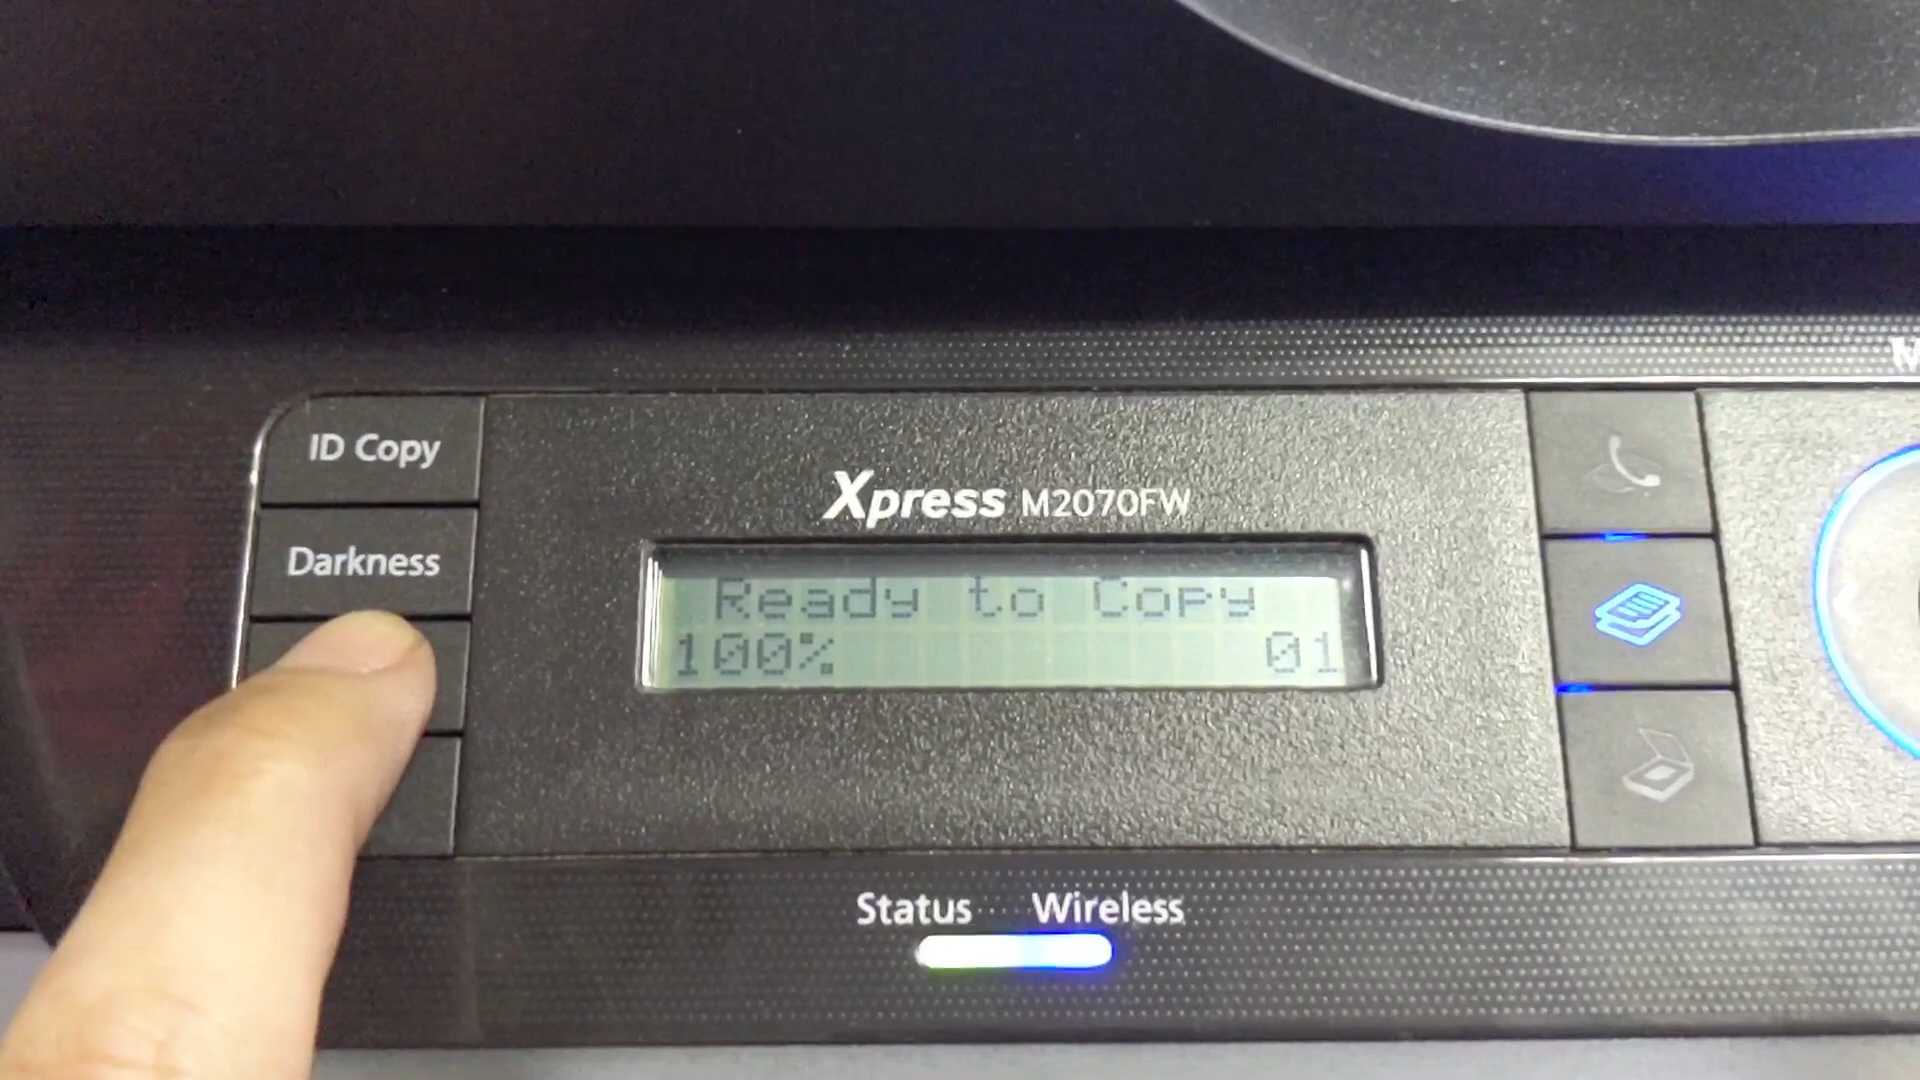 ID Copy
Darkness
Xpress M2070FW
Ready to Copy
100% 01
Status Wireless
M